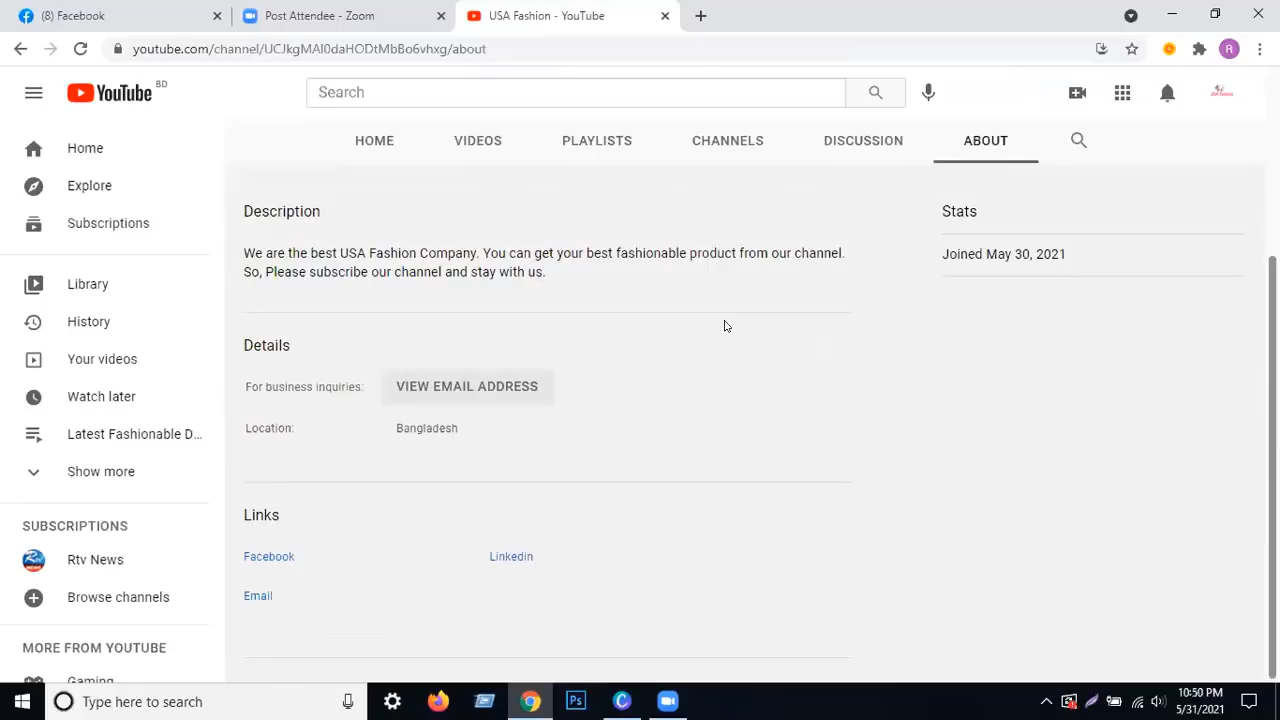 (8) Facebook
Post Attendee - Zoom
USA Fashion - YouTube
youtube.com/channel/UCJkgMAl0daHODtMbBo6vhxg/about
R
YouTube BD
Search
HOME VIDEOS PLAYLISTS CHANNELS DISCUSSION ABOUT
Home
Explore
Subscriptions
Library
History
Your videos
Watch later
Latest Fashionable D...
Show more
SUBSCRIPTIONS
Rtv News
Browse channels
MORE FROM YOUTUBE
Gaming
Description
We are the best USA Fashion Company. You can get your best fashionable product from our channel.
So, Please subscribe our channel and stay with us.
Details
For business inquiries: VIEW EMAIL ADDRESS
Location: Bangladesh
Links
Facebook Linkedin
Email
Stats
Joined May 30, 2021
Type here to search
Ps
10:50 PM
5/31/2021